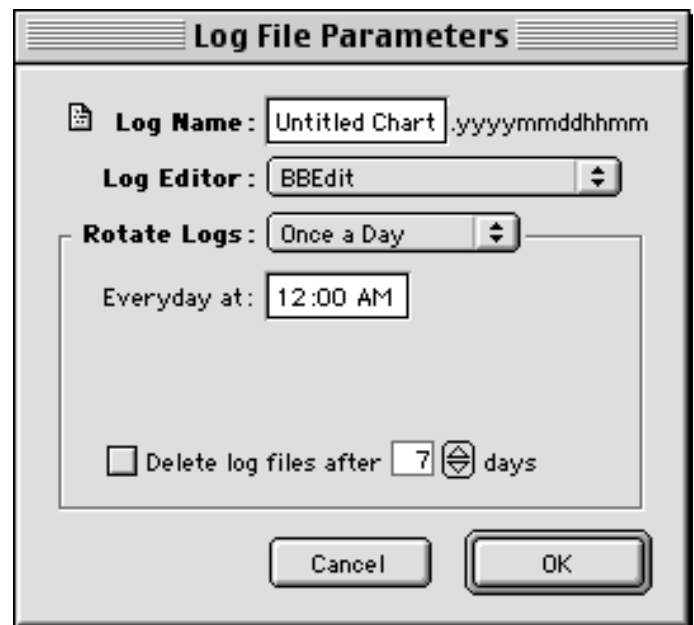 Log File Parameters
Log Name: Untitled Chart .yyyymmddhhmm
Log Editor: BBEdit
Rotate Logs: Once a Day
Everyday at: 12:00 AM
Delete log files after 7 days
Cancel OK